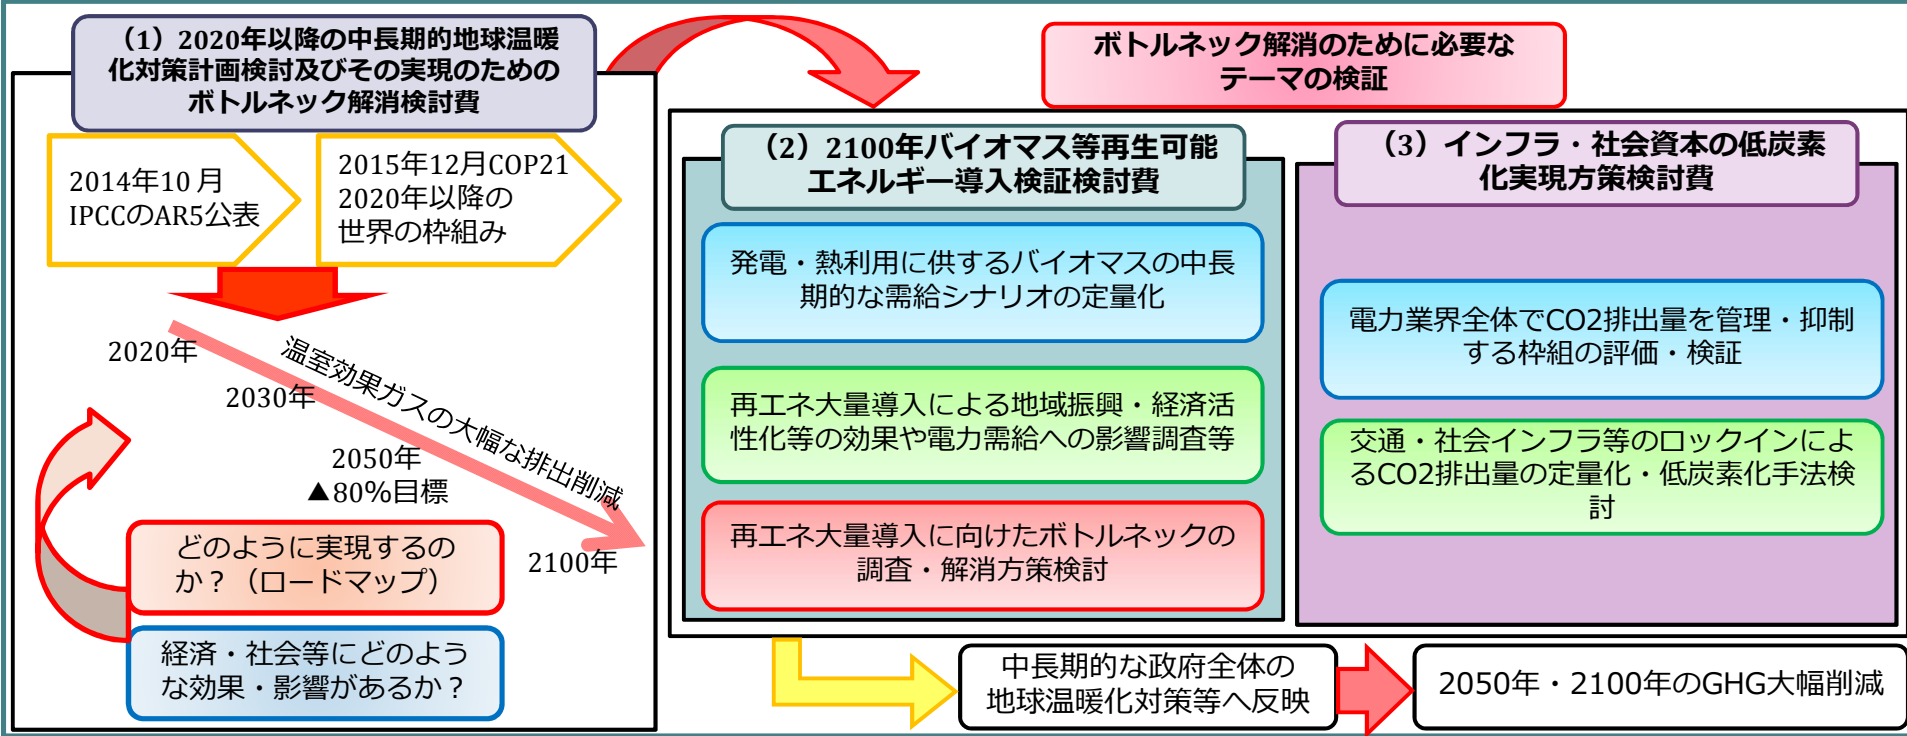 （1）2020年以降の中長期的地球温暖
化対策計画検討及びその実現のための
ボトルネック解消検討費
2014年10 月
IPCCのAR5公表
2015年12月COP21
2020年以降の
世界の枠組み
2020年
2030年
温室効果ガスの大幅な排出削減
2050年
▲80%目標
2100年
どのように実現するの
か？（ロードマップ）
経済・社会等にどのよう
な効果・影響があるか？
ボトルネック解消のために必要な
テーマの検証
（2）2100年バイオマス等再生可能
エネルギー導入検証検討費
発電・熱利用に供するバイオマスの中長
期的な需給シナリオの定量化
再エネ大量導入による地域振興・経済活
性化等の効果や電力需給への影響調査等
再エネ大量導入に向けたボトルネックの
調査・解消方策検討
（3）インフラ・社会資本の低炭素
化実現方策検討費
電力業界全体でCO2排出量を管理・抑制
する枠組の評価・検証
交通・社会インフラ等のロックインによ
るCO2排出量の定量化・低炭素化手法検
討
中長期的な政府全体の
地球温暖化対策等へ反映
2050年・2100年のGHG大幅削減